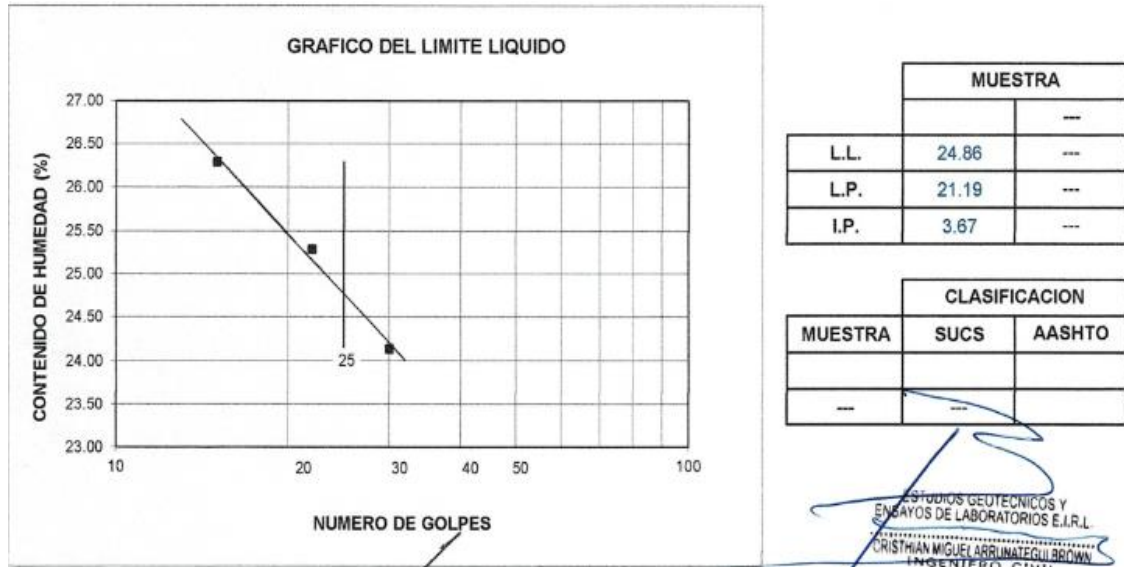 GRAFICO DEL LIMITE LIQUIDO
CONTENIDO DE HUMEDAD (%)
27.00
26.50
26.00
25.50
25.00
24.50
24.00
23.50
23.00
25
10 20 30 40 50 100
NUMERO DE GOLPES
MUESTRA
---
L.L. 24.86 ---
L.P. 21.19 ---
I.P. 3.67 ---
CLASIFICACION
MUESTRA SUCS AASHTO
--- ---
ESTUDIOS GEOTECNICOS Y
ENSAYOS DE LABORATORIOS E.I.R.L.
CRISTHIAN MIGUEL ARRUNATEGUI BROWN
INGENIERO CIVIL